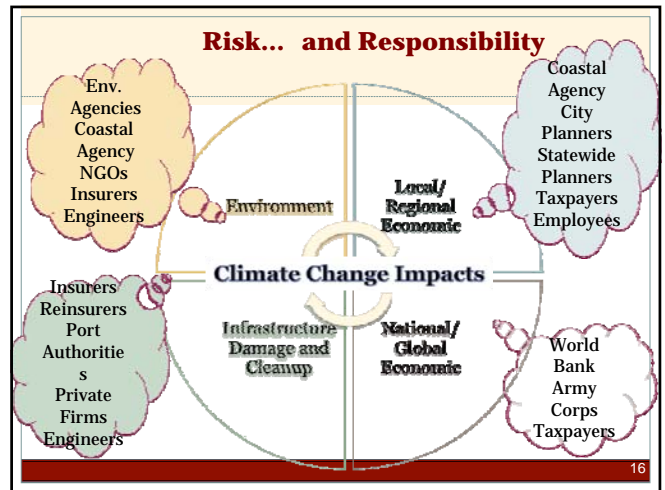 Risk... and Responsibility
Env.
Agencies
Coastal
Agency
NGOs
Insurers
Engineers
Coastal
Agency
City
Planners
Statewide
Planners
Taxpayers
Employees
Environment
Local/
Regional
Economic
Climate Change Impacts
Insurers
Reinsurers
Port
Authoritie
s
Private
Firms
Engineers
Infrastructure
Damage and
Cleanup
National/
Global
Economic
World
Bank
Army
Corps
Taxpayers
16